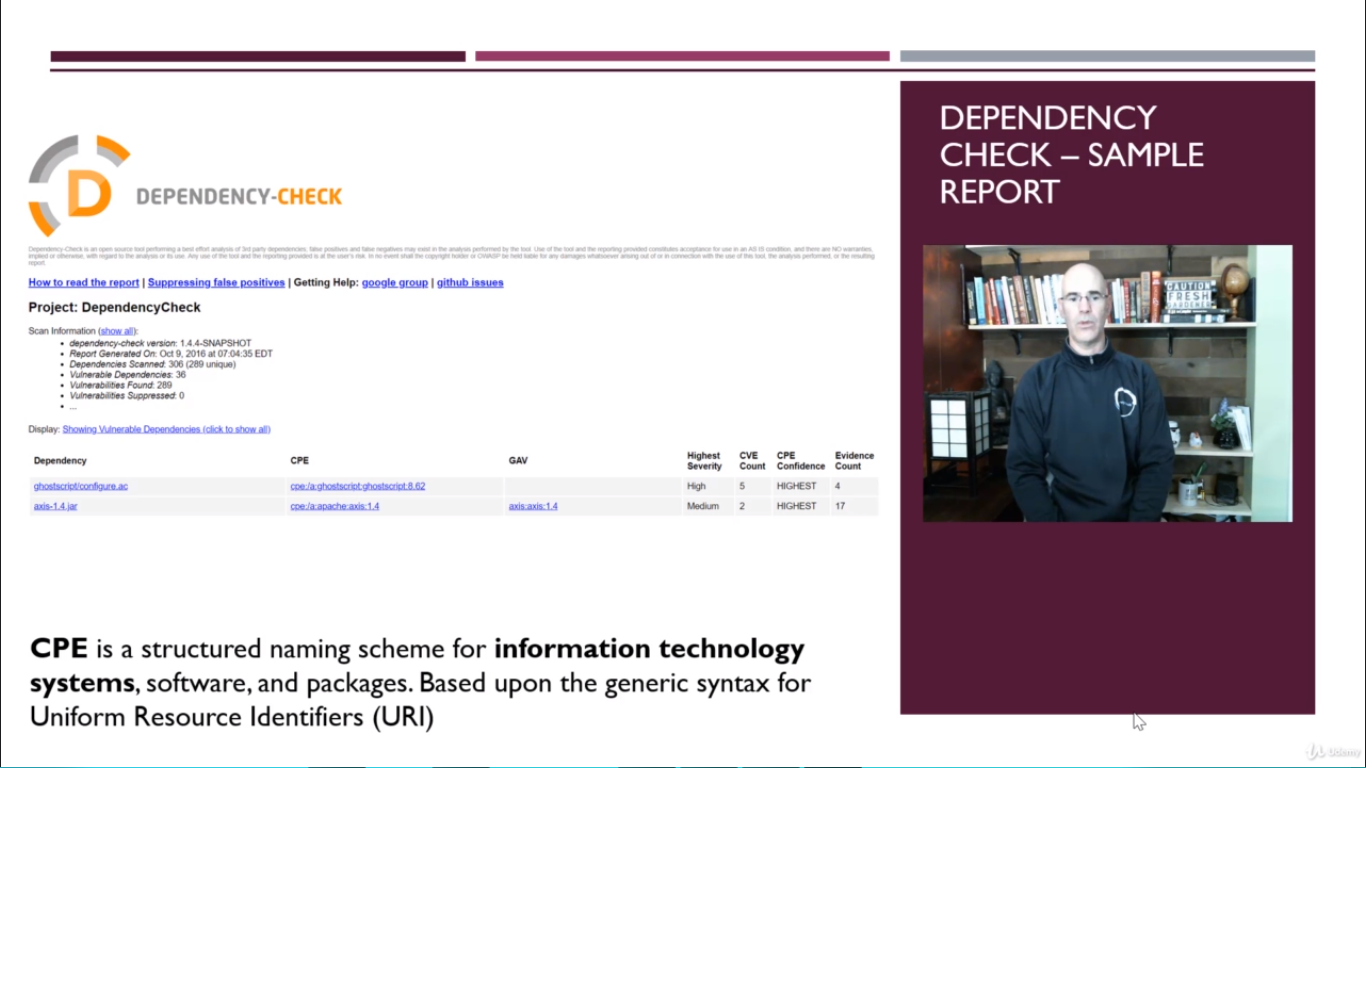 DEPENDENCY
CHECK – SAMPLE
REPORT
DEPENDENCY-CHECK
Dependency-Check is an open source tool performing a best effort analysis of 3rd party dependencies; false positives and false negatives may exist in the analysis performed by the tool. Use of the tool and the reporting provided constitutes acceptance for use in an AS IS condition, and there are NO warranties,
implied or otherwise, with regard to the analysis or its use. Any use of the tool and the reporting provided is at the user's risk. In no event shall the copyright holder or OWASP be held liable for any damages whatsoever arising out of or in connection with the use of this tool, the analysis performed, or the resulting
report.
How to read the report | Suppressing false positives | Getting Help: google group | github issues
Project: DependencyCheck
Scan Information (show all):
• dependency-check version: 1.4.4-SNAPSHOT
• Report Generated On: Oct 9, 2016 at 07:04:35 EDT
• Dependencies Scanned: 306 (289 unique)
• Vulnerable Dependencies: 36
• Vulnerabilities Found: 289
• Vulnerabilities Suppressed: 0
• ...
Display: Showing Vulnerable Dependencies (click to show all)
Dependency CPE GAV Highest Severity CVE Count CPE Confidence Evidence Count
ghostscript/configure.ac cpe:/a:ghostscript:ghostscript:8.62 High 5 HIGHEST 4
axis-1.4.jar cpe:/a:apache:axis:1.4 axis:axis:1.4 Medium 2 HIGHEST 17
CAUTION
FRESH
GARDENER
CPE is a structured naming scheme for information technology
systems, software, and packages. Based upon the generic syntax for
Uniform Resource Identifiers (URI)
Udemy